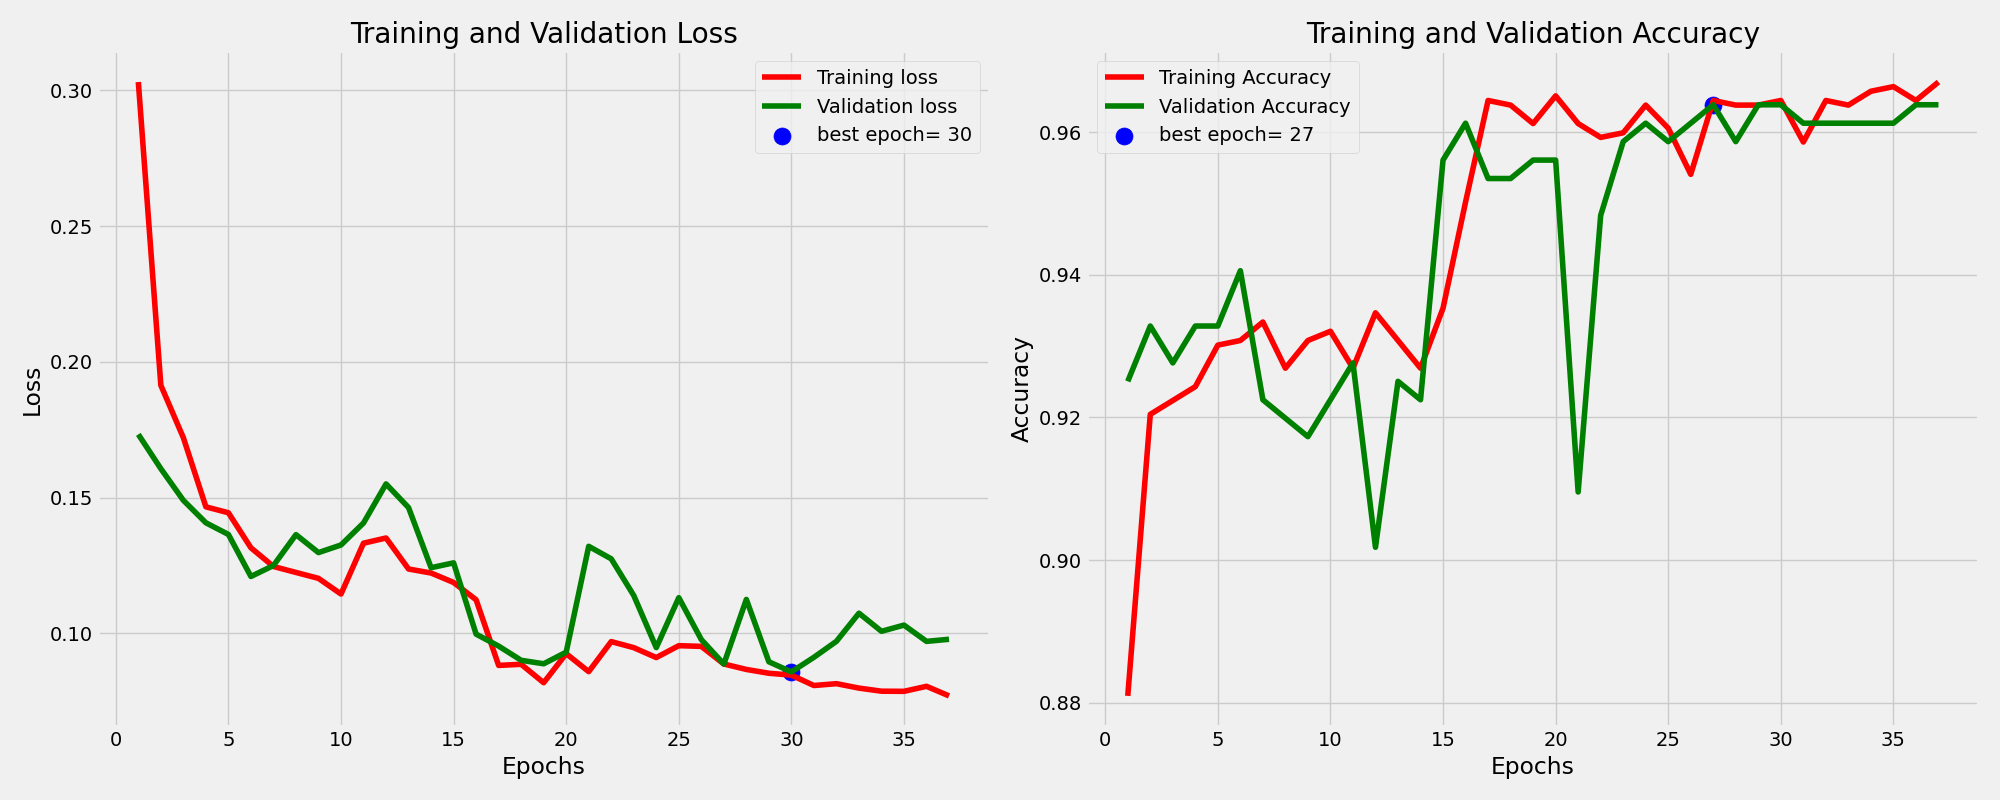 Training and Validation Loss
Training loss
Validation loss
best epoch= 30
0.30
0.25
0.20
0.15
0.10
Loss
0 5 10 15 20 25 30 35
Epochs
Training and Validation Accuracy
Training Accuracy
Validation Accuracy
best epoch= 27
0.96
0.94
0.92
0.90
0.88
Accuracy
0 5 10 15 20 25 30 35
Epochs